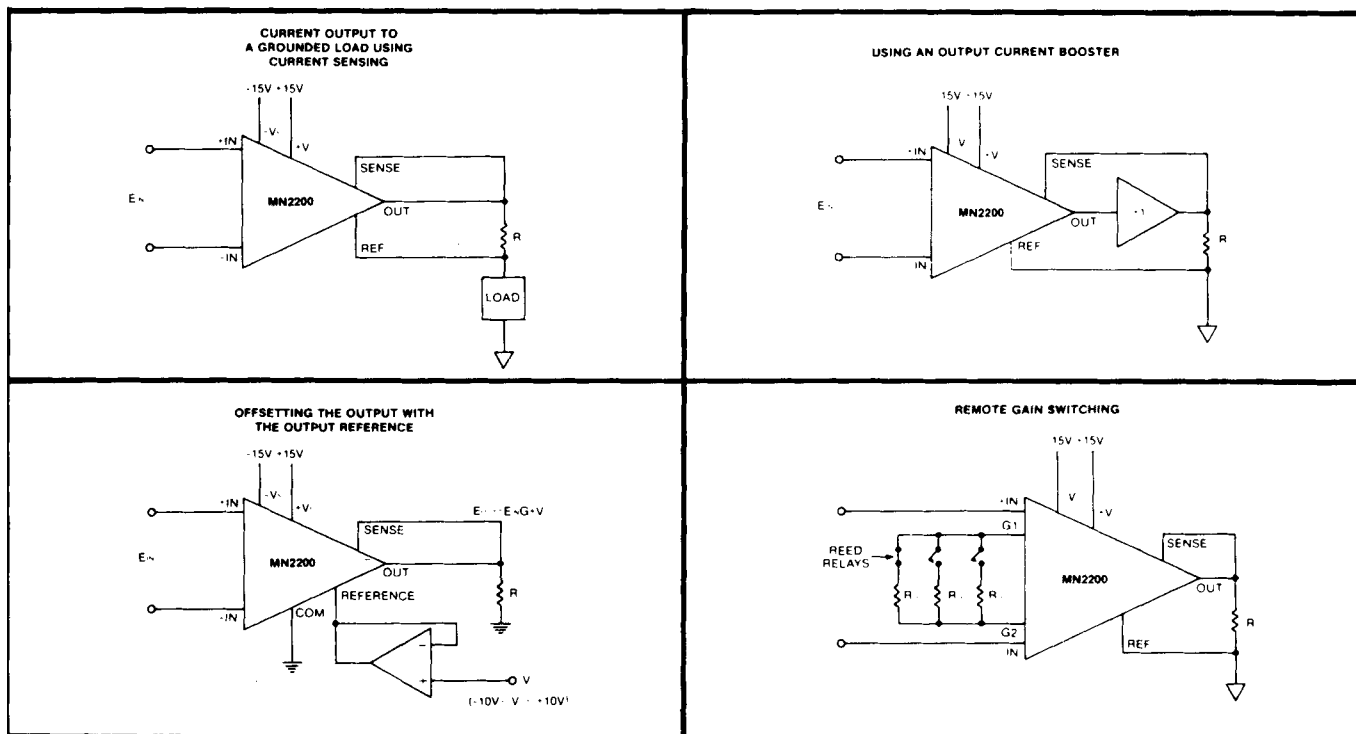 CURRENT OUTPUT TO
A GROUNDED LOAD USING
CURRENT SENSING
-15V +15V
-V
+V
+IN
SENSE
MN2200
OUT
REF
-IN
R
LOAD
USING AN OUTPUT CURRENT BOOSTER
15V +15V
V
+V
+IN
SENSE
MN2200
OUT
REF
IN
R
OFFSETTING THE OUTPUT WITH
THE OUTPUT REFERENCE
-15V +15V
-V
+V
+IN
SENSE
EIN
MN2200
OUT
REFERENCE
R
COM
-IN
−
+
V
REMOTE GAIN SWITCHING
15V +15V
V
+V
+IN
G1
SENSE
REED
RELAYS
MN2200
OUT
R
R
R
R
G2
IN
REF